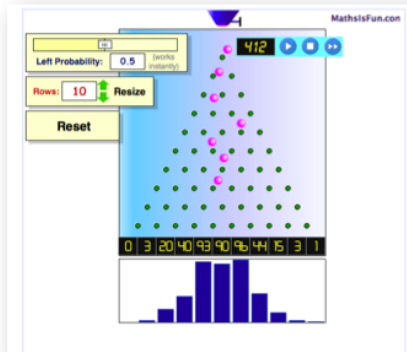 MathsIsFun.con
412
Left Probability: 0.5 (works instantly)
Rows: 10 Resize
Reset
0 3 20 40 93 90 96 44 15 3 1